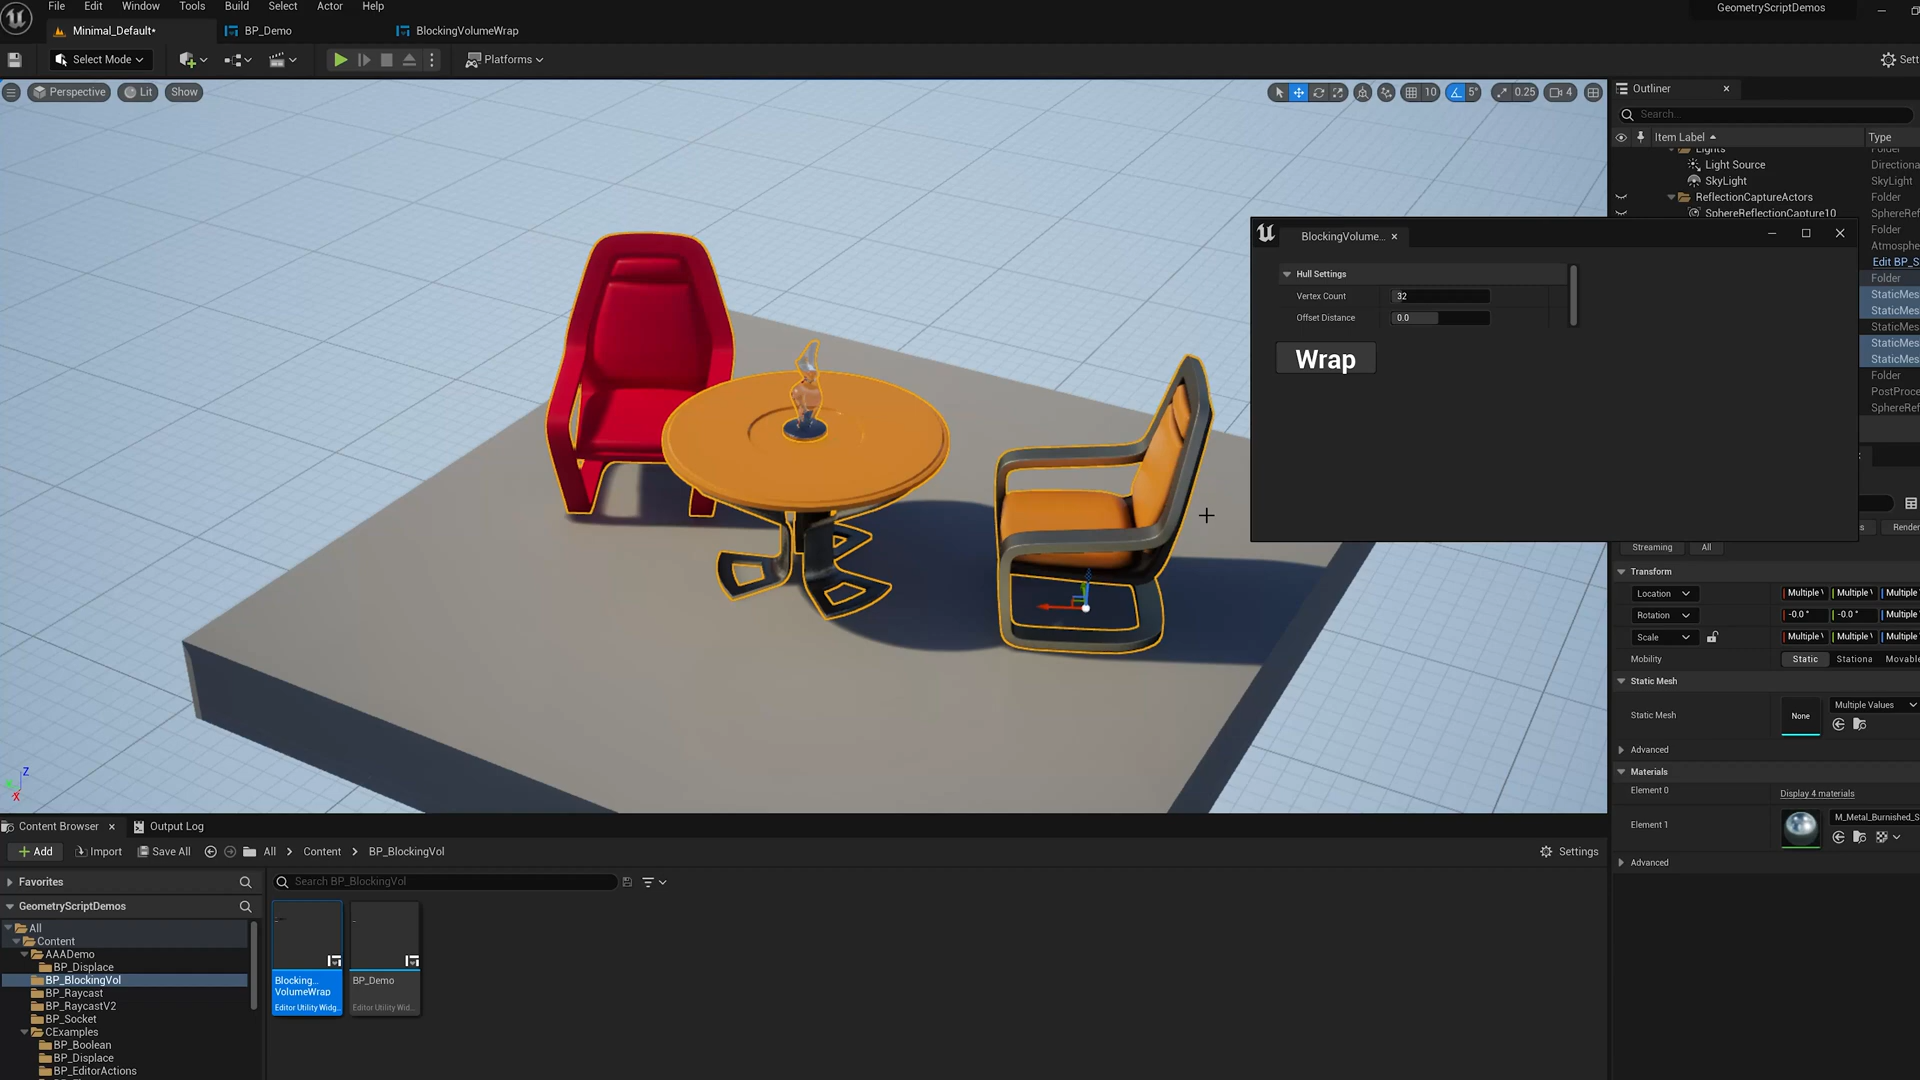 File Edit Window Tools Build Select Actor Help
GeometryScriptDemos
Minimal_Default*
BP_Demo
BlockingVolumeWrap
Select Mode
Platforms
Sett
Perspective
Lit
Show
10
5°
0.25
4
Outliner
Search...
Item Label
Type
Lights
Folder
Light Source
Directiona
SkyLight
SkyLight
ReflectionCaptureActors
Folder
SphereReflectionCapture10
SphereRef
Folder
Atmosphe
Edit BP_S
Folder
StaticMes
StaticMes
StaticMes
StaticMes
StaticMes
Folder
PostProce
SphereRef
BlockingVolume...
Hull Settings
Vertex Count
32
Offset Distance
0.0
Wrap
s
Render
Streaming
All
Transform
Location
Multiple V
Multiple V
Multiple
Rotation
-0.0 °
-0.0 °
Multiple
Scale
Multiple V
Multiple V
Multiple
Mobility
Static
Stationa
Movable
Static Mesh
Static Mesh
None
Multiple Values
Advanced
Materials
Element 0
Display 4 materials
Element 1
M_Metal_Burnished_S
Advanced
Z
X
Content Browser
Output Log
Add
Import
Save All
All
Content
BP_BlockingVol
Settings
Favorites
Search BP_BlockingVol
GeometryScriptDemos
All
Content
AAADemo
BP_Displace
BP_BlockingVol
BP_Raycast
BP_RaycastV2
BP_Socket
CExamples
BP_Boolean
BP_Displace
BP_EditorActions
Blocking...
VolumeWrap
Editor Utility Widg...
BP_Demo
Editor Utility Wid...